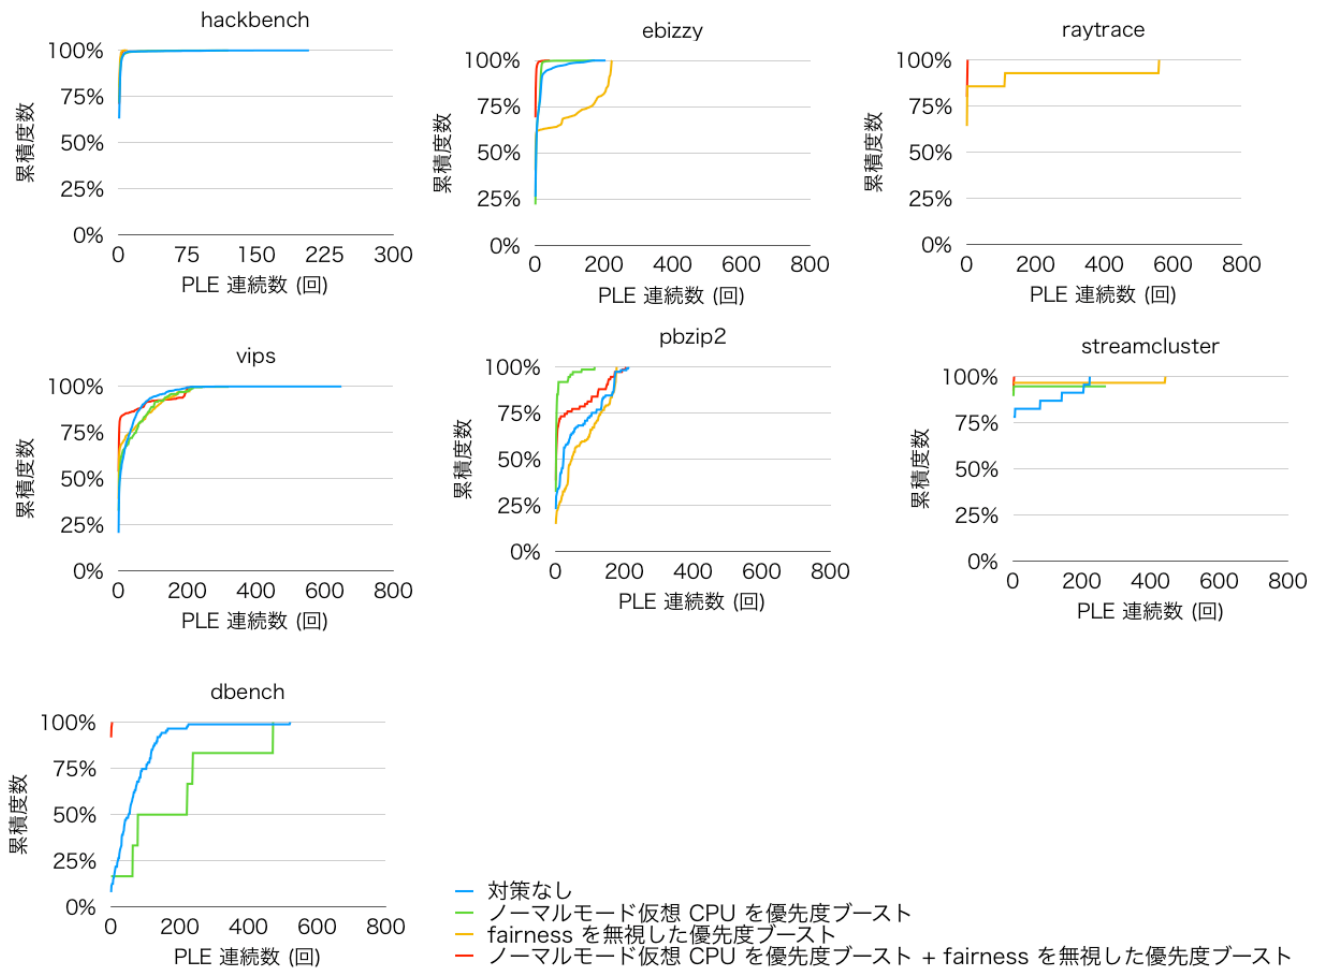 hackbench
100%
75%
50%
25%
0%
累積度数
0 75 150 225 300
PLE 連続数 (回)
ebizzy
100%
75%
50%
25%
0%
累積度数
0 200 400 600 800
PLE 連続数 (回)
raytrace
100%
75%
50%
25%
0%
累積度数
0 200 400 600 800
PLE 連続数 (回)
vips
100%
75%
50%
25%
0%
累積度数
0 200 400 600 800
PLE 連続数 (回)
pbzip2
100%
75%
50%
25%
0%
累積度数
0 200 400 600 800
PLE 連続数 (回)
streamcluster
100%
75%
50%
25%
0%
累積度数
0 200 400 600 800
PLE 連続数 (回)
dbench
100%
75%
50%
25%
0%
累積度数
0 200 400 600 800
PLE 連続数 (回)
対策なし
ノーマルモード仮想 CPU を優先度ブースト
fairness を無視した優先度ブースト
ノーマルモード仮想 CPU を優先度ブースト + fairness を無視した優先度ブースト